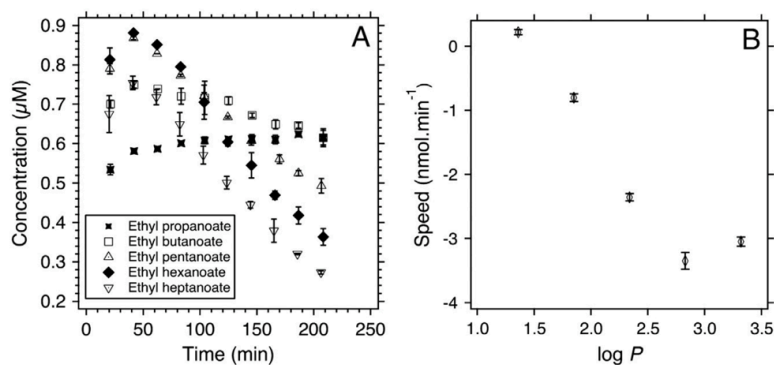 A
Concentration (µM)
0.9
0.8
0.7
0.6
0.5
0.4
0.3
0.2
Ethyl propanoate
Ethyl butanoate
Ethyl pentanoate
Ethyl hexanoate
Ethyl heptanoate
0 50 100 150 200 250
Time (min)
B
Speed (nmol.min⁻¹)
0
-1
-2
-3
-4
1.0 1.5 2.0 2.5 3.0 3.5
log P